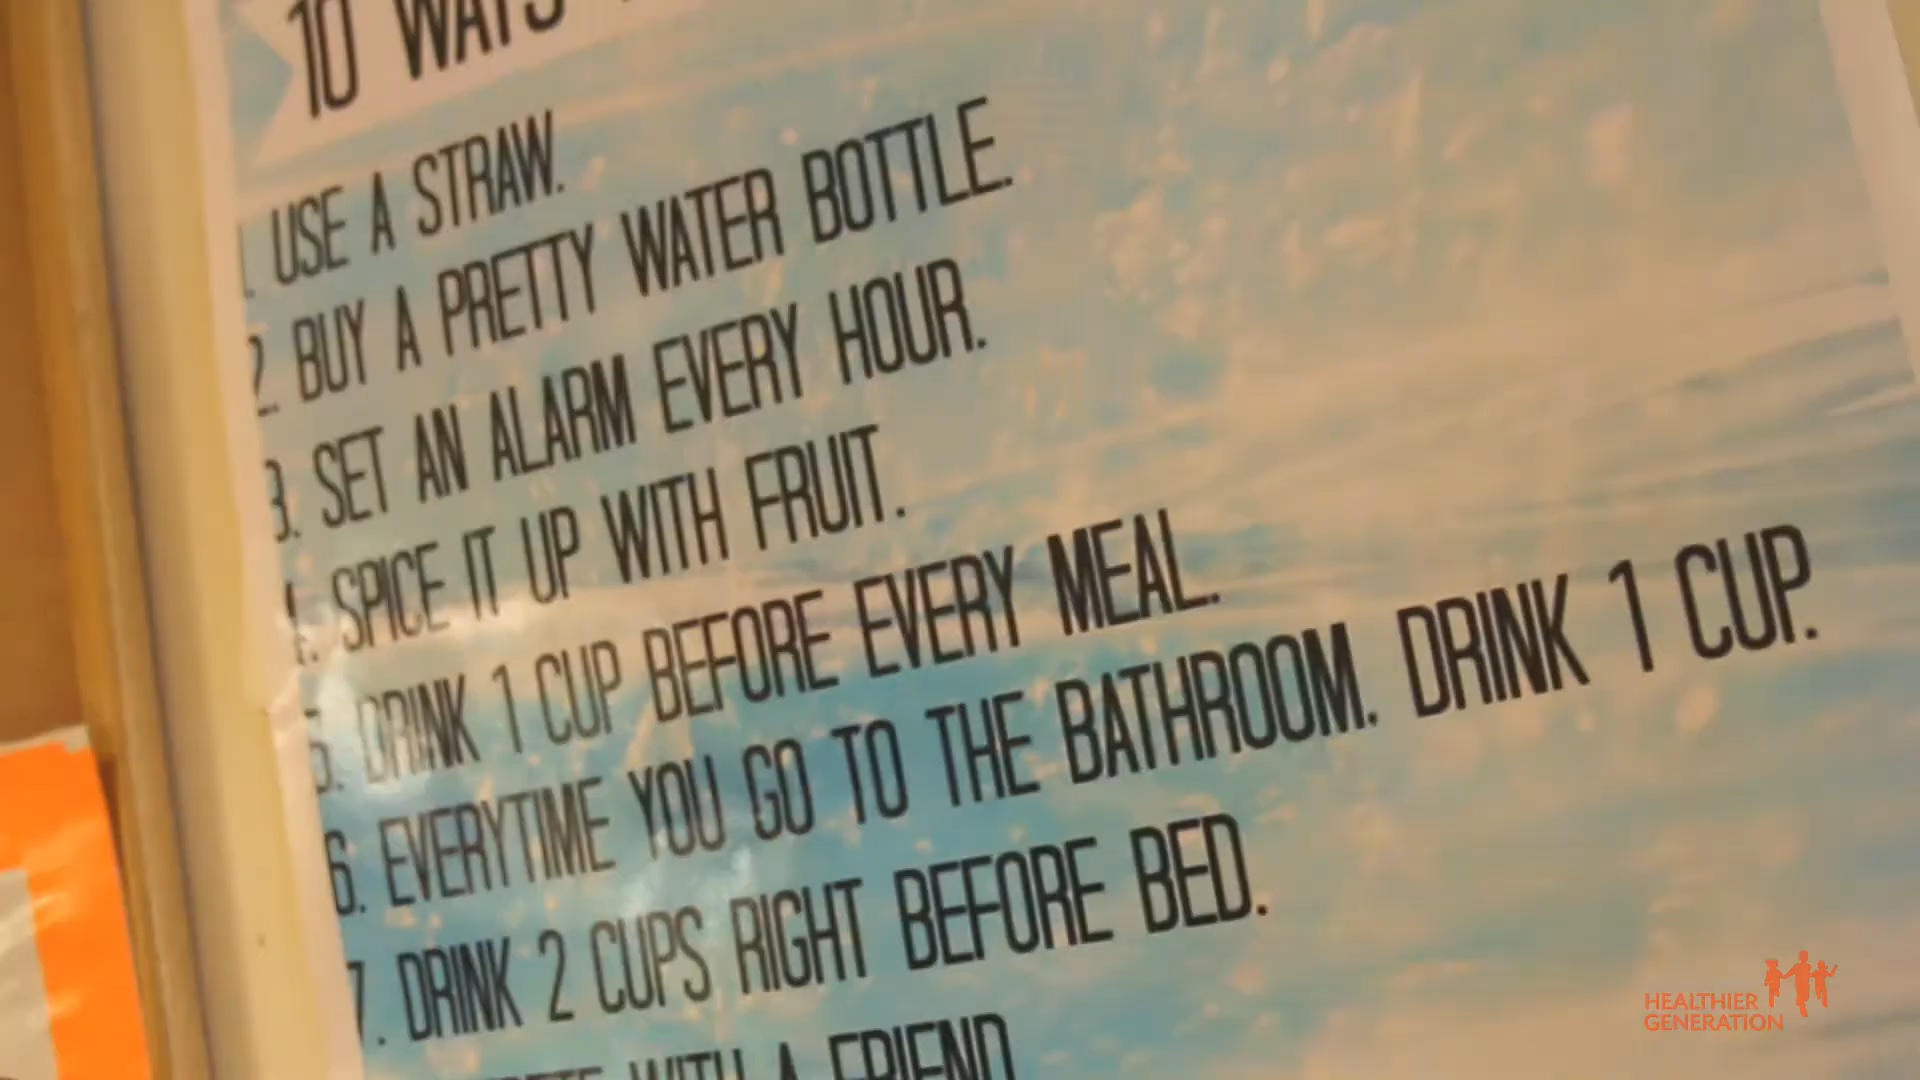 10 WAYS
1. USE A STRAW.
2. BUY A PRETTY WATER BOTTLE.
3. SET AN ALARM EVERY HOUR.
4. SPICE IT UP WITH FRUIT.
5. DRINK 1 CUP BEFORE EVERY MEAL.
6. EVERYTIME YOU GO TO THE BATHROOM. DRINK 1 CUP.
7. DRINK 2 CUPS RIGHT BEFORE BED.
WITH A FRIEND
HEALTHIER
GENERATION